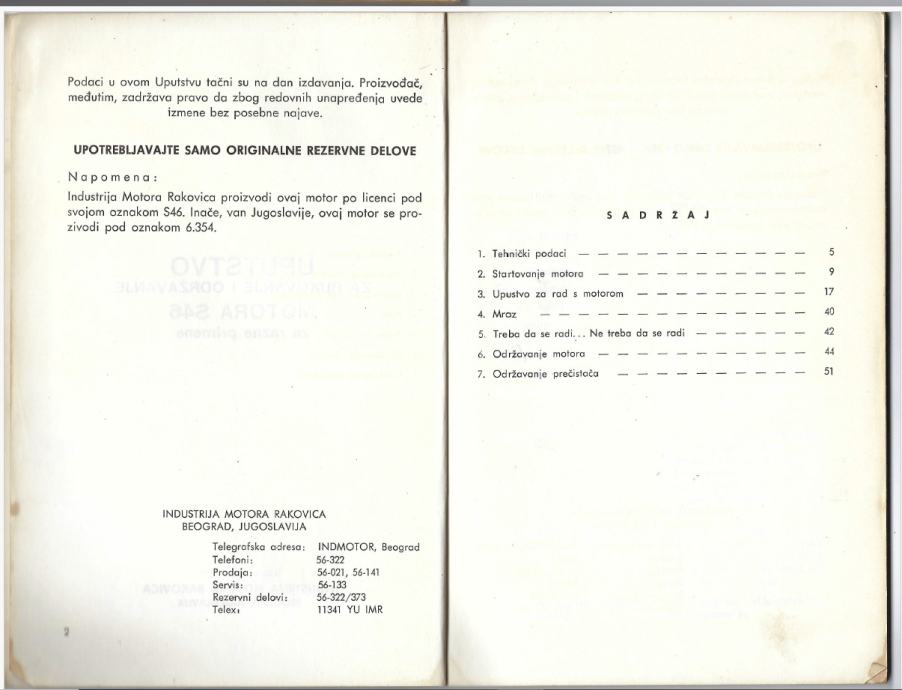 Podaci u ovom Uputstvu tačni su na dan izdavanja. Proizvođač,
međutim, zadržava pravo da zbog redovnih unapređenja uvede
izmene bez posebne najave.
UPOTREBLJAVAJTE SAMO ORIGINALNE REZERVNE DELOVE
Napomena:
Industrija Motora Rakovica proizvodi ovaj motor po licenci pod
svojom oznakom S46. Inače, van Jugoslavije, ovaj motor se pro-
zivodi pod oznakom 6.354.
INDUSTRIJA MOTORA RAKOVICA
BEOGRAD, JUGOSLAVIJA
Telegrafska adresa: INDMOTOR, Beograd
Telefoni: 56-322
Prodaja: 56-021, 56-141
Servis: 56-133
Rezervni delovi: 56-322/373
Telex: 11341 YU IMR
2
SADRŽAJ
1. Tehnički podaci — — — — — — — — — — — — 5
2. Startovanje motora — — — — — — — — — — — 9
3. Upustvo za rad s motorom — — — — — — — — — 17
4. Mraz — — — — — — — — — — — — — — 40
5. Treba da se radi... Ne treba da se radi — — — — — — 42
6. Održavanje motora — — — — — — — — — — — 44
7. Održavanje prečistača — — — — — — — — — — 51